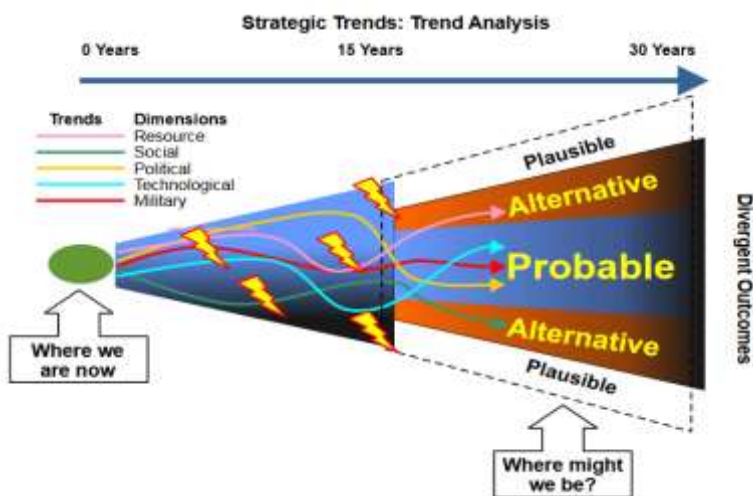 Strategic Trends: Trend Analysis
0 Years 15 Years 30 Years
Trends Dimensions
Resource
Social
Political
Technological
Military
Plausible
Alternative
Probable
Alternative
Plausible
Divergent Outcomes
Where we
are now
Where might
we be?